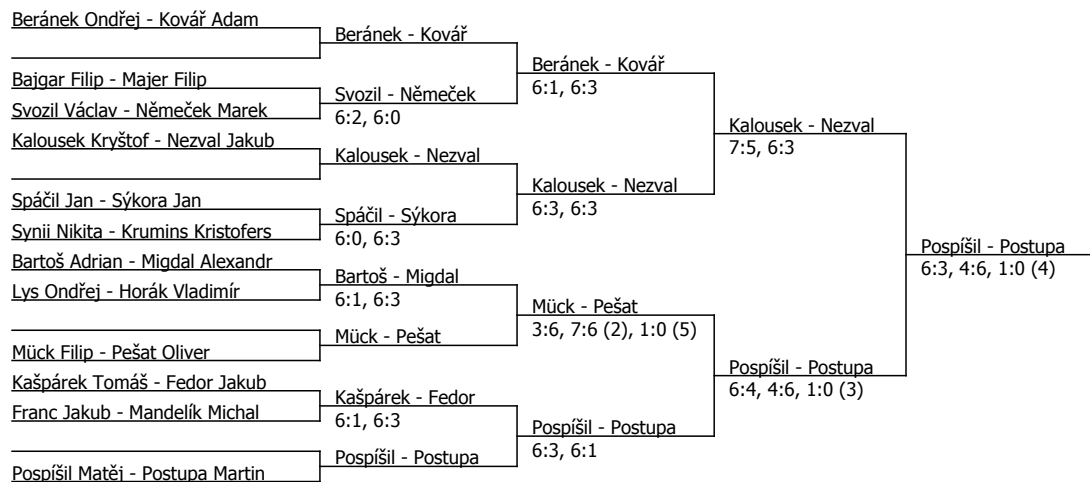 Beránek Ondřej - Kovář Adam
Beránek - Kovář
Beránek - Kovář
6:1, 6:3
Bajgar Filip - Majer Filip
Svozil - Němeček
6:2, 6:0
Svozil Václav - Němeček Marek
Kalousek - Nezval
7:5, 6:3
Kalousek Kryštof - Nezval Jakub
Kalousek - Nezval
Kalousek - Nezval
6:3, 6:3
Spáčil Jan - Sýkora Jan
Spáčil - Sýkora
6:0, 6:3
Synii Nikita - Krumins Kristofers
Pospíšil - Postupa
6:3, 4:6, 1:0 (4)
Bartoš Adrian - Migdal Alexandr
Bartoš - Migdal
6:1, 6:3
Lys Ondřej - Horák Vladimír
Mück - Pešat
3:6, 7:6 (2), 1:0 (5)
Mück - Pešat
Mück Filip - Pešat Oliver
Pospíšil - Postupa
6:4, 4:6, 1:0 (3)
Kašpárek Tomáš - Fedor Jakub
Kašpárek - Fedor
6:1, 6:3
Franc Jakub - Mandelík Michal
Pospíšil - Postupa
6:3, 6:1
Pospíšil - Postupa
Pospíšil Matěj - Postupa Martin